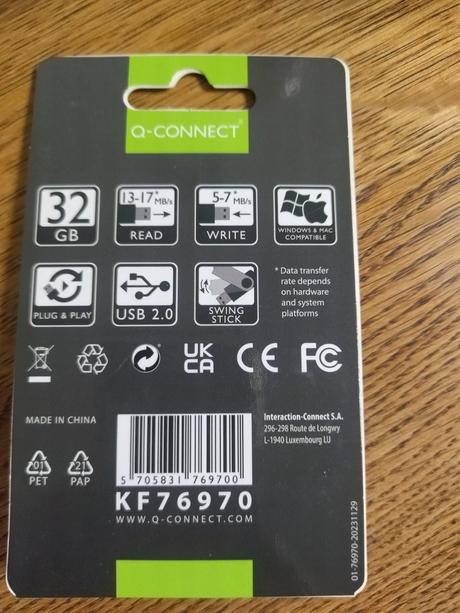 Q-CONNECT®
32
GB
13-17* MB/s
READ
5-7* MB/s
WRITE
WINDOWS & MAC
COMPATIBLE
PLUG & PLAY
USB 2.0
SWING
STICK
* Data transfer
rate depends
on hardware
and system
platforms
UK
CA
CE
FC
MADE IN CHINA
01
PET
21
PAP
5 705831 769700
KF76970
WWW.Q-CONNECT.COM
Interaction-Connect S.A.
296-298 Route de Longwy
L-1940 Luxembourg LU
01-76970-20231129